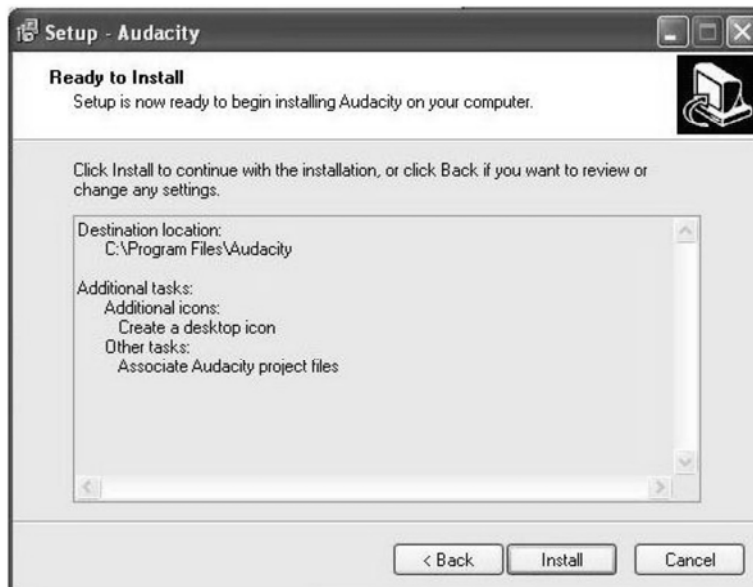 Setup - Audacity
Ready to Install
Setup is now ready to begin installing Audacity on your computer.
Click Install to continue with the installation, or click Back if you want to review or
change any settings.
Destination location:
C:\Program Files\Audacity
Additional tasks:
Additional icons:
Create a desktop icon
Other tasks:
Associate Audacity project files
< Back
Install
Cancel